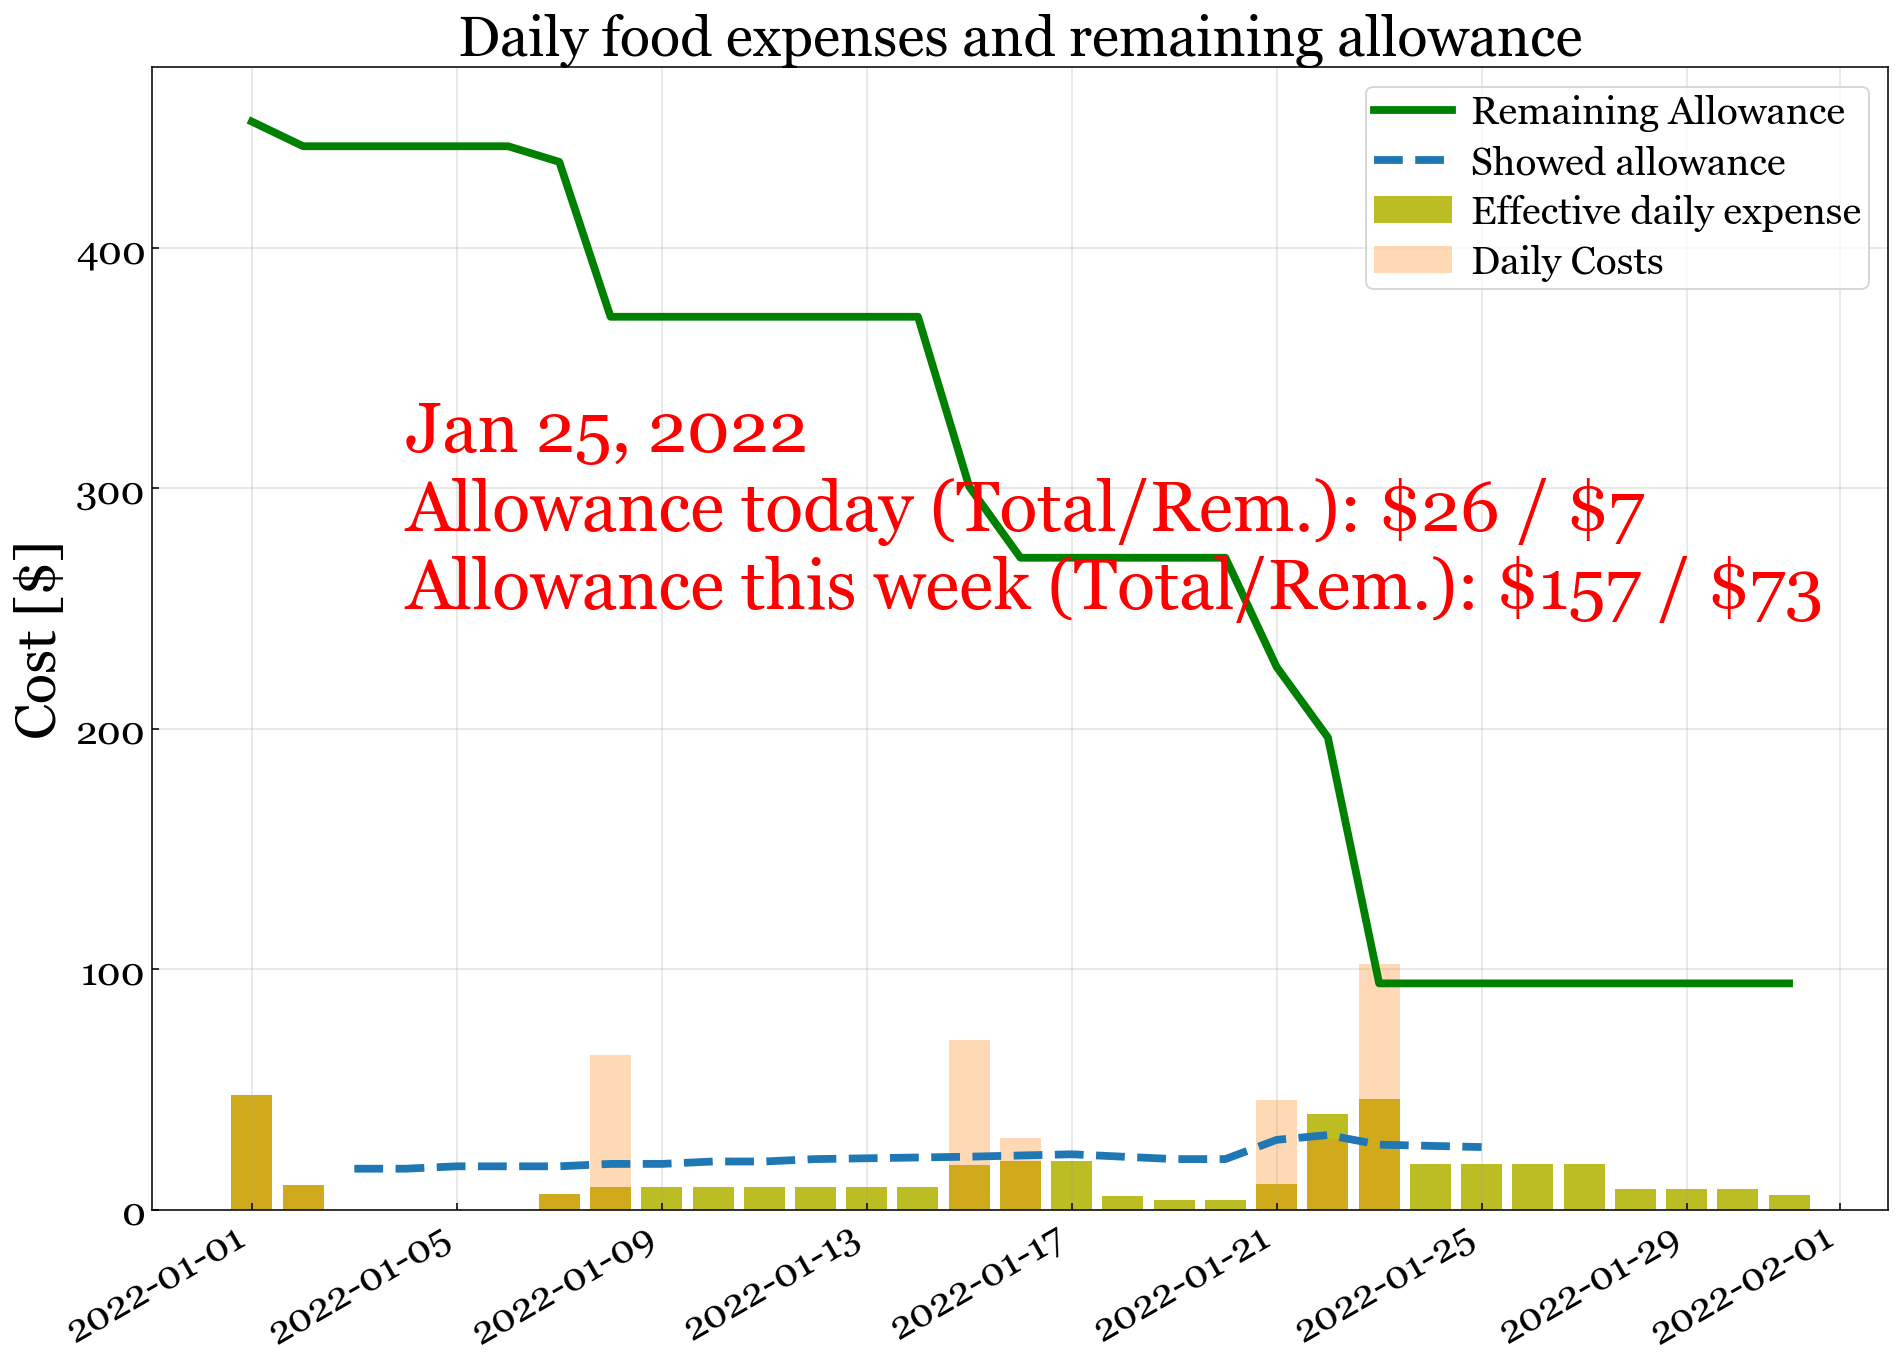 Daily food expenses and remaining allowance
Remaining Allowance
Showed allowance
Effective daily expense
Daily Costs
Jan 25, 2022
Allowance today (Total/Rem.): $26 / $7
Allowance this week (Total/Rem.): $157 / $73
Cost [$]
400
300
200
100
0
2022-01-01
2022-01-05
2022-01-09
2022-01-13
2022-01-17
2022-01-21
2022-01-25
2022-01-29
2022-02-01